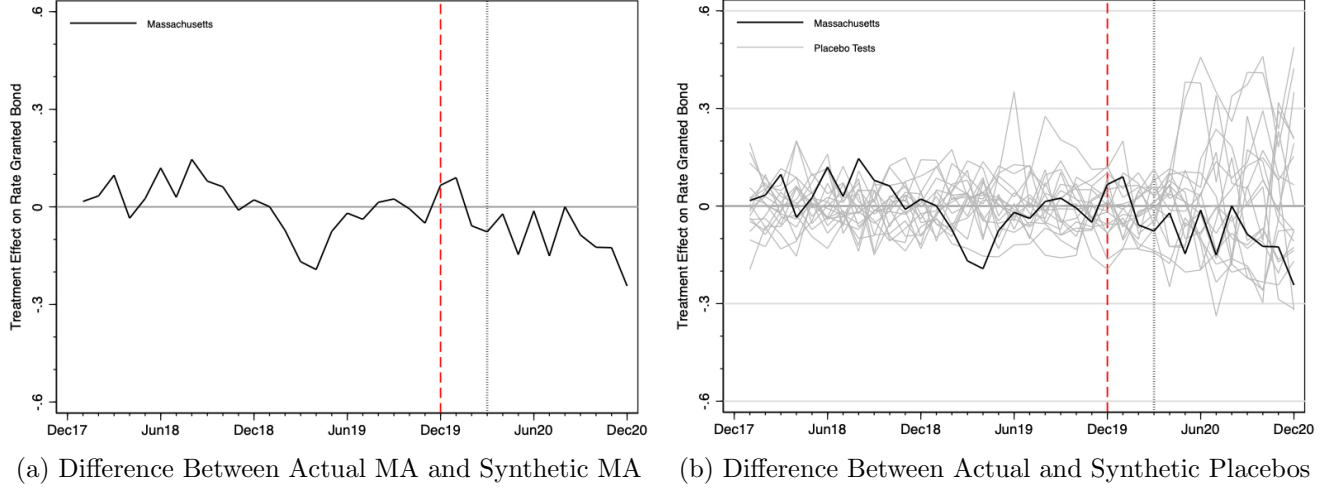 Massachusetts
Treatment Effect on Rate Granted Bond
.6
.3
0
-.3
-.6
Dec17 Jun18 Dec18 Jun19 Dec19 Jun20 Dec20
(a) Difference Between Actual MA and Synthetic MA
Massachusetts
Placebo Tests
Treatment Effect on Rate Granted Bond
.6
.3
0
-.3
-.6
Dec17 Jun18 Dec18 Jun19 Dec19 Jun20 Dec20
(b) Difference Between Actual and Synthetic Placebos